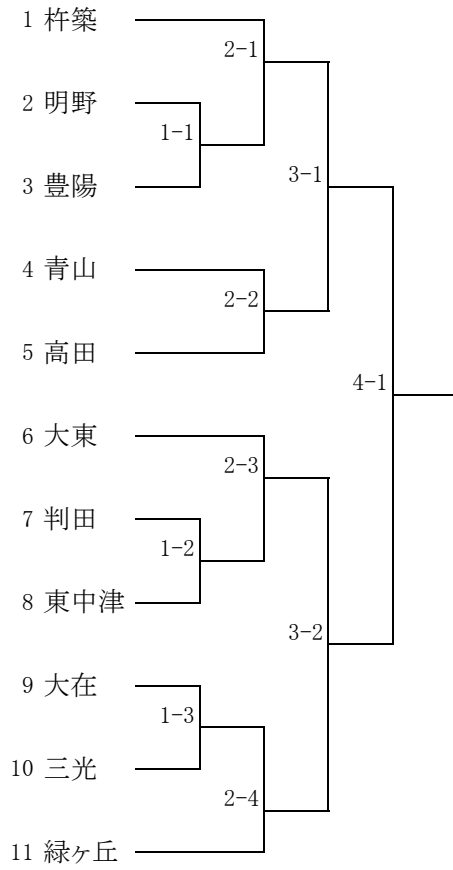 1 杵築
2-1
2 明野
1-1
3 豊陽
3-1
4 青山
2-2
5 高田
4-1
6 大東
2-3
7 判田
1-2
8 東中津
3-2
9 大在
1-3
10 三光
2-4
11 緑ヶ丘